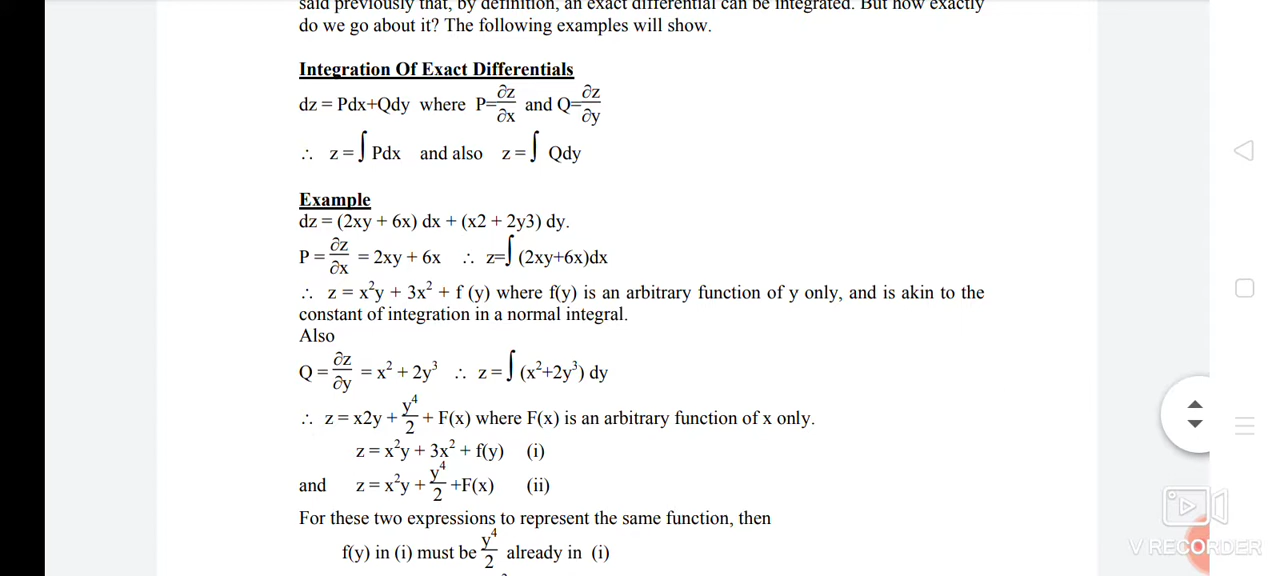 said previously that, by definition, an exact differential can be integrated. But how exactly
do we go about it? The following examples will show.
Integration Of Exact Differentials
dz = Pdx+Qdy where P=∂z/∂x and Q=∂z/∂y
∴ z = ∫ Pdx and also z = ∫ Qdy
Example
dz = (2xy + 6x) dx + (x2 + 2y3) dy.
P = ∂z/∂x = 2xy + 6x ∴ z=∫ (2xy+6x)dx
∴ z = x²y + 3x² + f (y) where f(y) is an arbitrary function of y only, and is akin to the
constant of integration in a normal integral.
Also
Q = ∂z/∂y = x² + 2y³ ∴ z = ∫ (x²+2y³) dy
∴ z = x2y + y⁴/2 + F(x) where F(x) is an arbitrary function of x only.
z = x²y + 3x² + f(y) (i)
and z = x²y + y⁴/2 +F(x) (ii)
For these two expressions to represent the same function, then
f(y) in (i) must be y⁴/2 already in (i)
V RECORDER